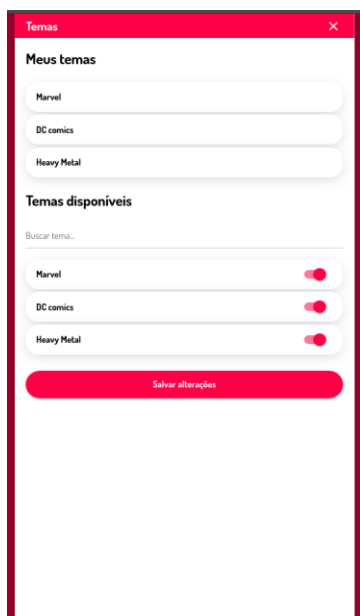 Temas
Meus temas
Marvel
DC comics
Heavy Metal
Temas disponíveis
Buscar tema...
Marvel
DC comics
Heavy Metal
Salvar alterações